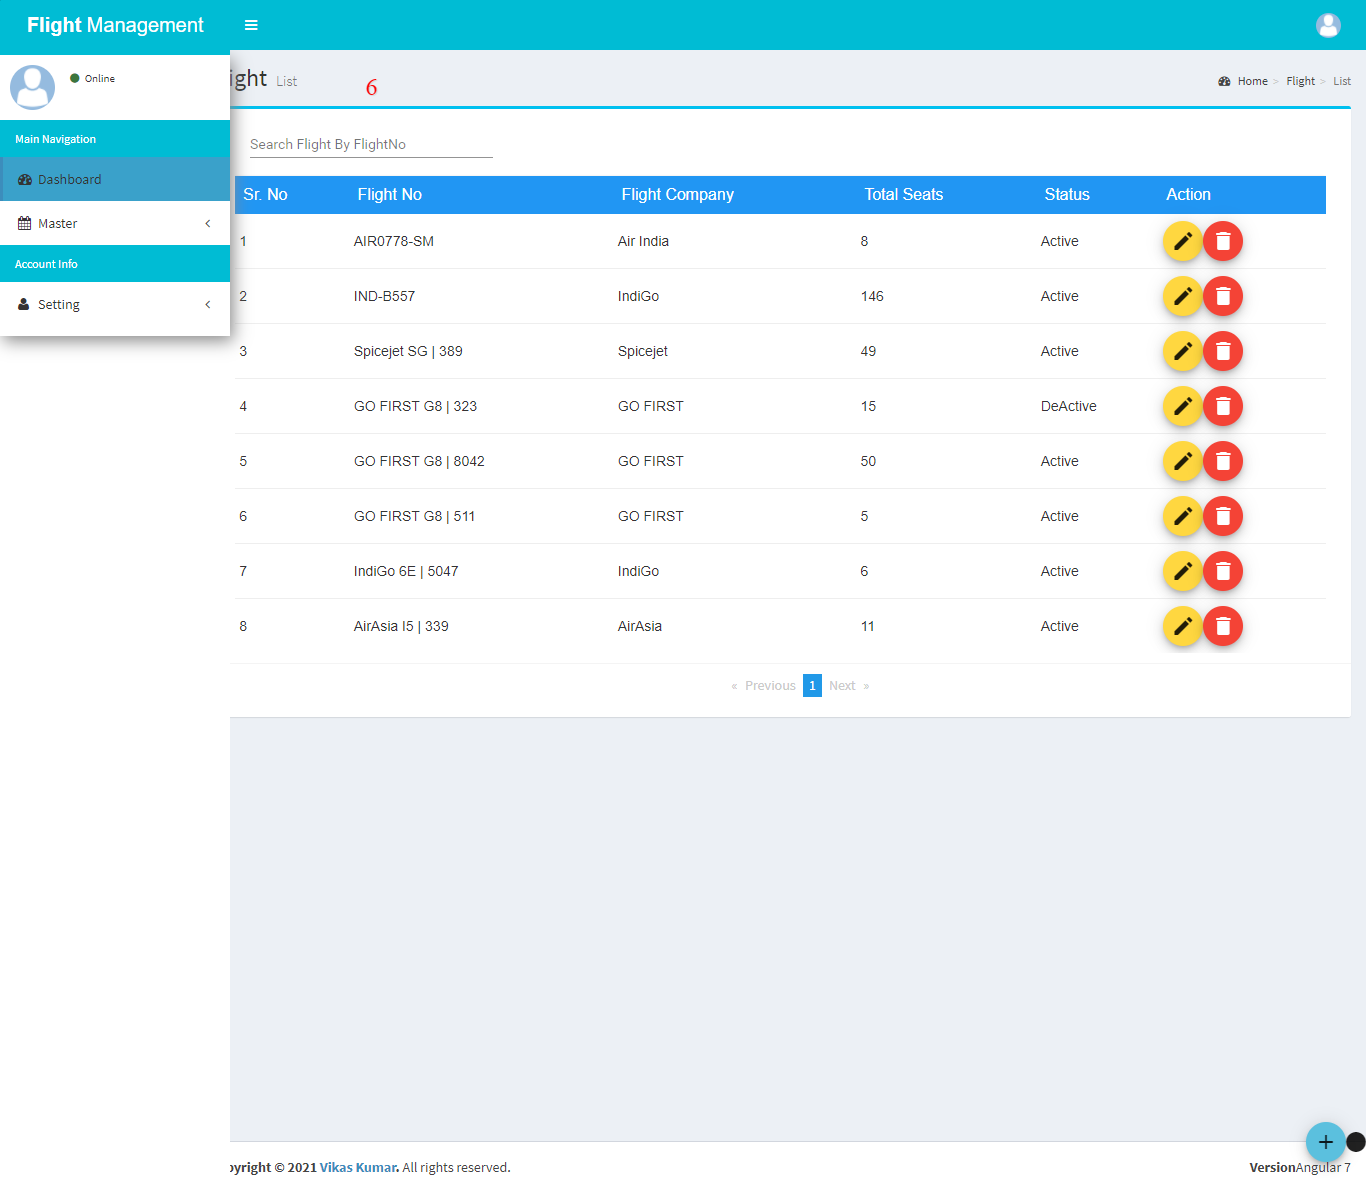 Flight Management
Online
Main Navigation
Dashboard
Master
Account Info
Setting
ight List
6
Home > Flight > List
Search Flight By FlightNo
Sr. No Flight No Flight Company Total Seats Status Action
1 AIR0778-SM Air India 8 Active
2 IND-B557 IndiGo 146 Active
3 Spicejet SG | 389 Spicejet 49 Active
4 GO FIRST G8 | 323 GO FIRST 15 DeActive
5 GO FIRST G8 | 8042 GO FIRST 50 Active
6 GO FIRST G8 | 511 GO FIRST 5 Active
7 IndiGo 6E | 5047 IndiGo 6 Active
8 AirAsia I5 | 339 AirAsia 11 Active
« Previous 1 Next »
pyright © 2021 Vikas Kumar. All rights reserved.
VersionAngular 7